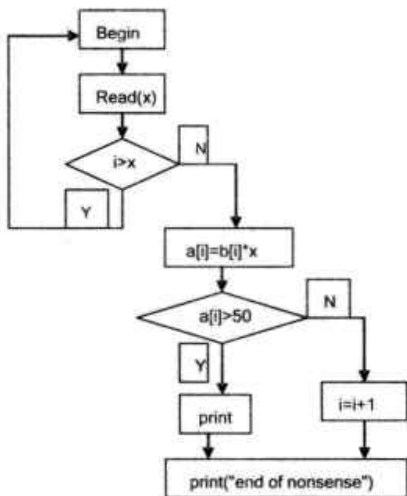 Begin
Read(x)
i>x
N
Y
a[i]=b[i]*x
a[i]>50
N
Y
print
i=i+1
print("end of nonsense")